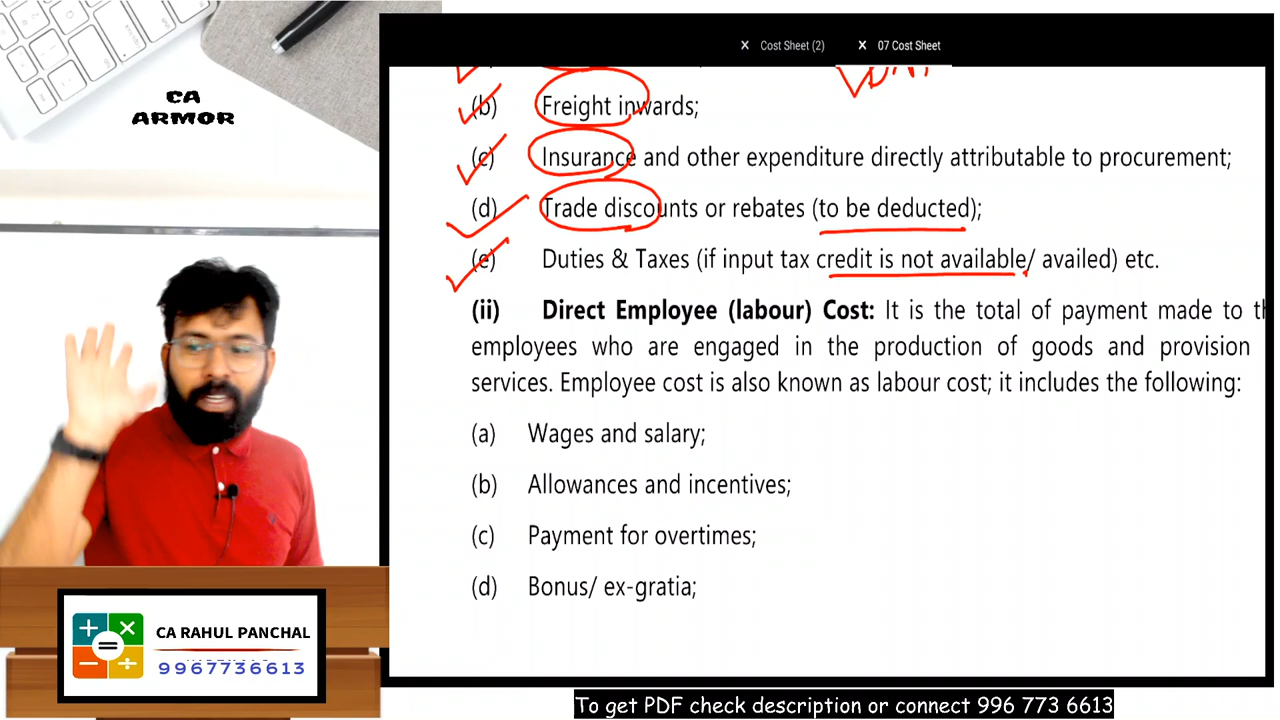 CA
ARMOR
Cost Sheet (2)
07 Cost Sheet
(b) Freight inwards;
(c) Insurance and other expenditure directly attributable to procurement;
(d) Trade discounts or rebates (to be deducted);
(e) Duties & Taxes (if input tax credit is not available/ availed) etc.
(ii) Direct Employee (labour) Cost: It is the total of payment made to
employees who are engaged in the production of goods and provision
services. Employee cost is also known as labour cost; it includes the following:
(a) Wages and salary;
(b) Allowances and incentives;
(c) Payment for overtimes;
(d) Bonus/ ex-gratia;
CA RAHUL PANCHAL
9967736613
To get PDF check description or connect 996 773 6613